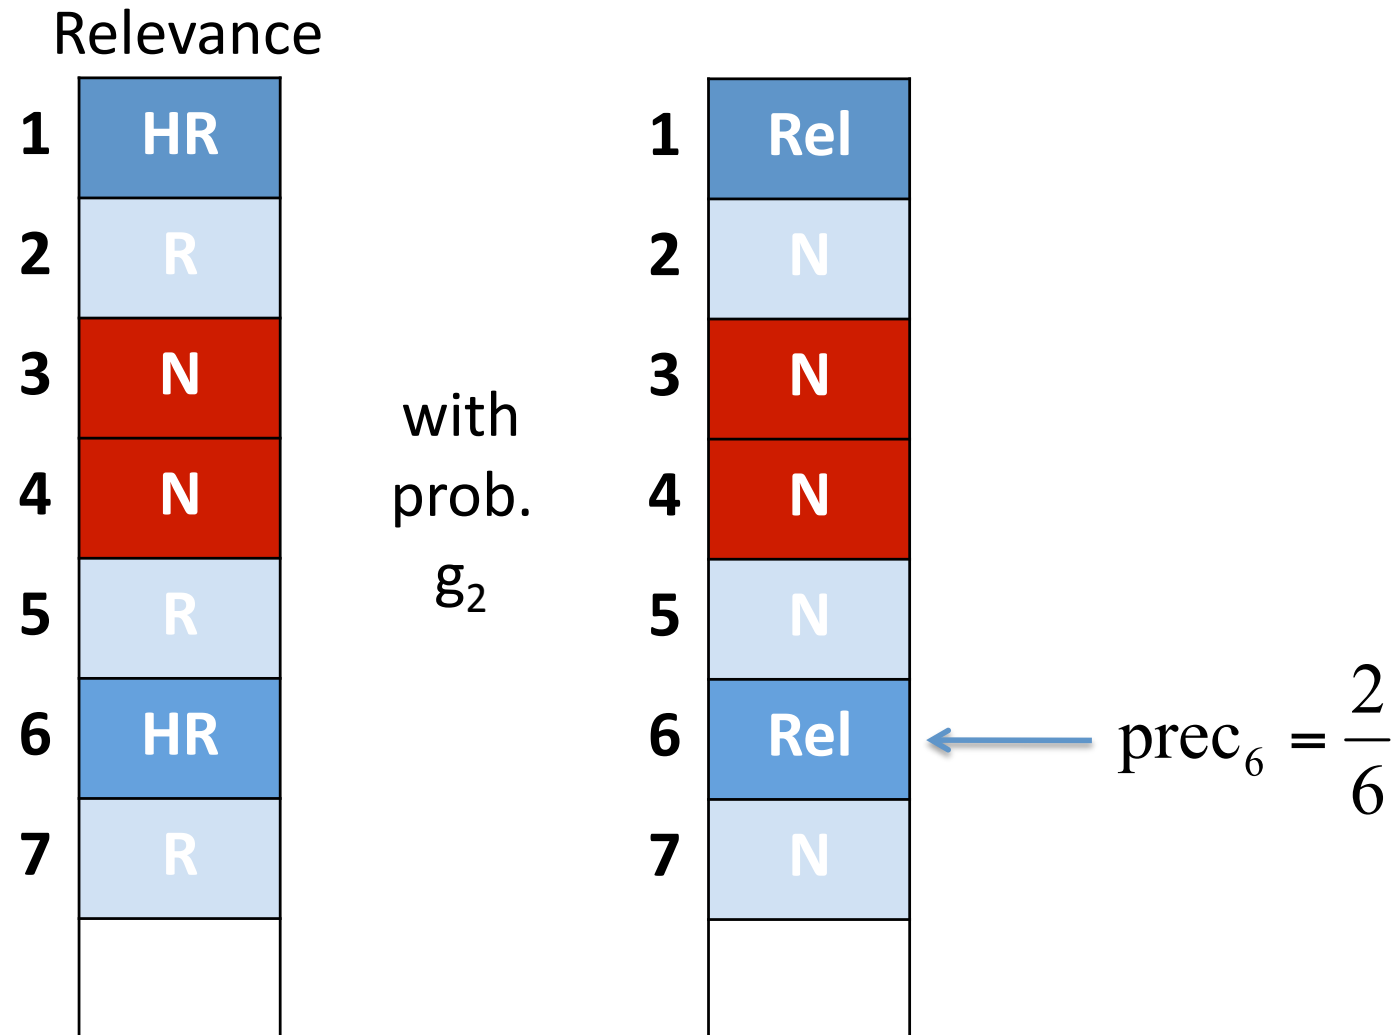 Relevance
1 HR
2 R
3 N
4 N
5 R
6 HR
7 R
with
prob.
g₂
1 Rel
2 N
3 N
4 N
5 N
6 Rel
7 N
prec₆ = 2/6